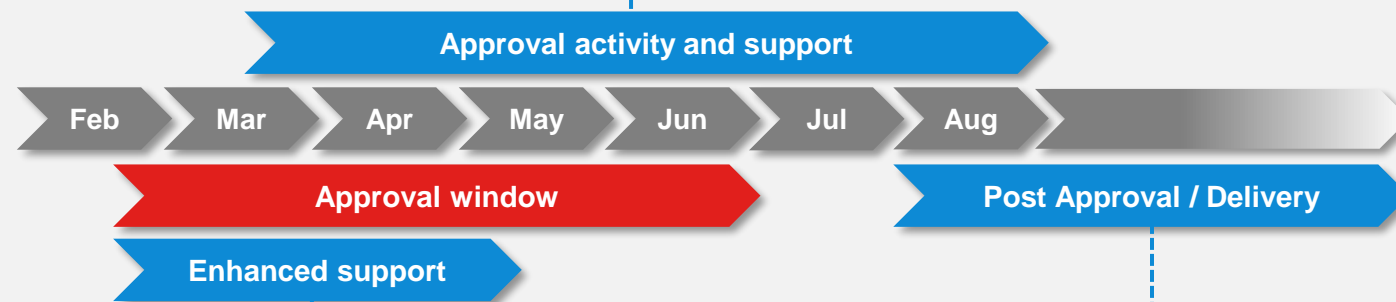 Approval activity and support
Feb Mar Apr May Jun Jul Aug
Approval window
Post Approval / Delivery
Enhanced support